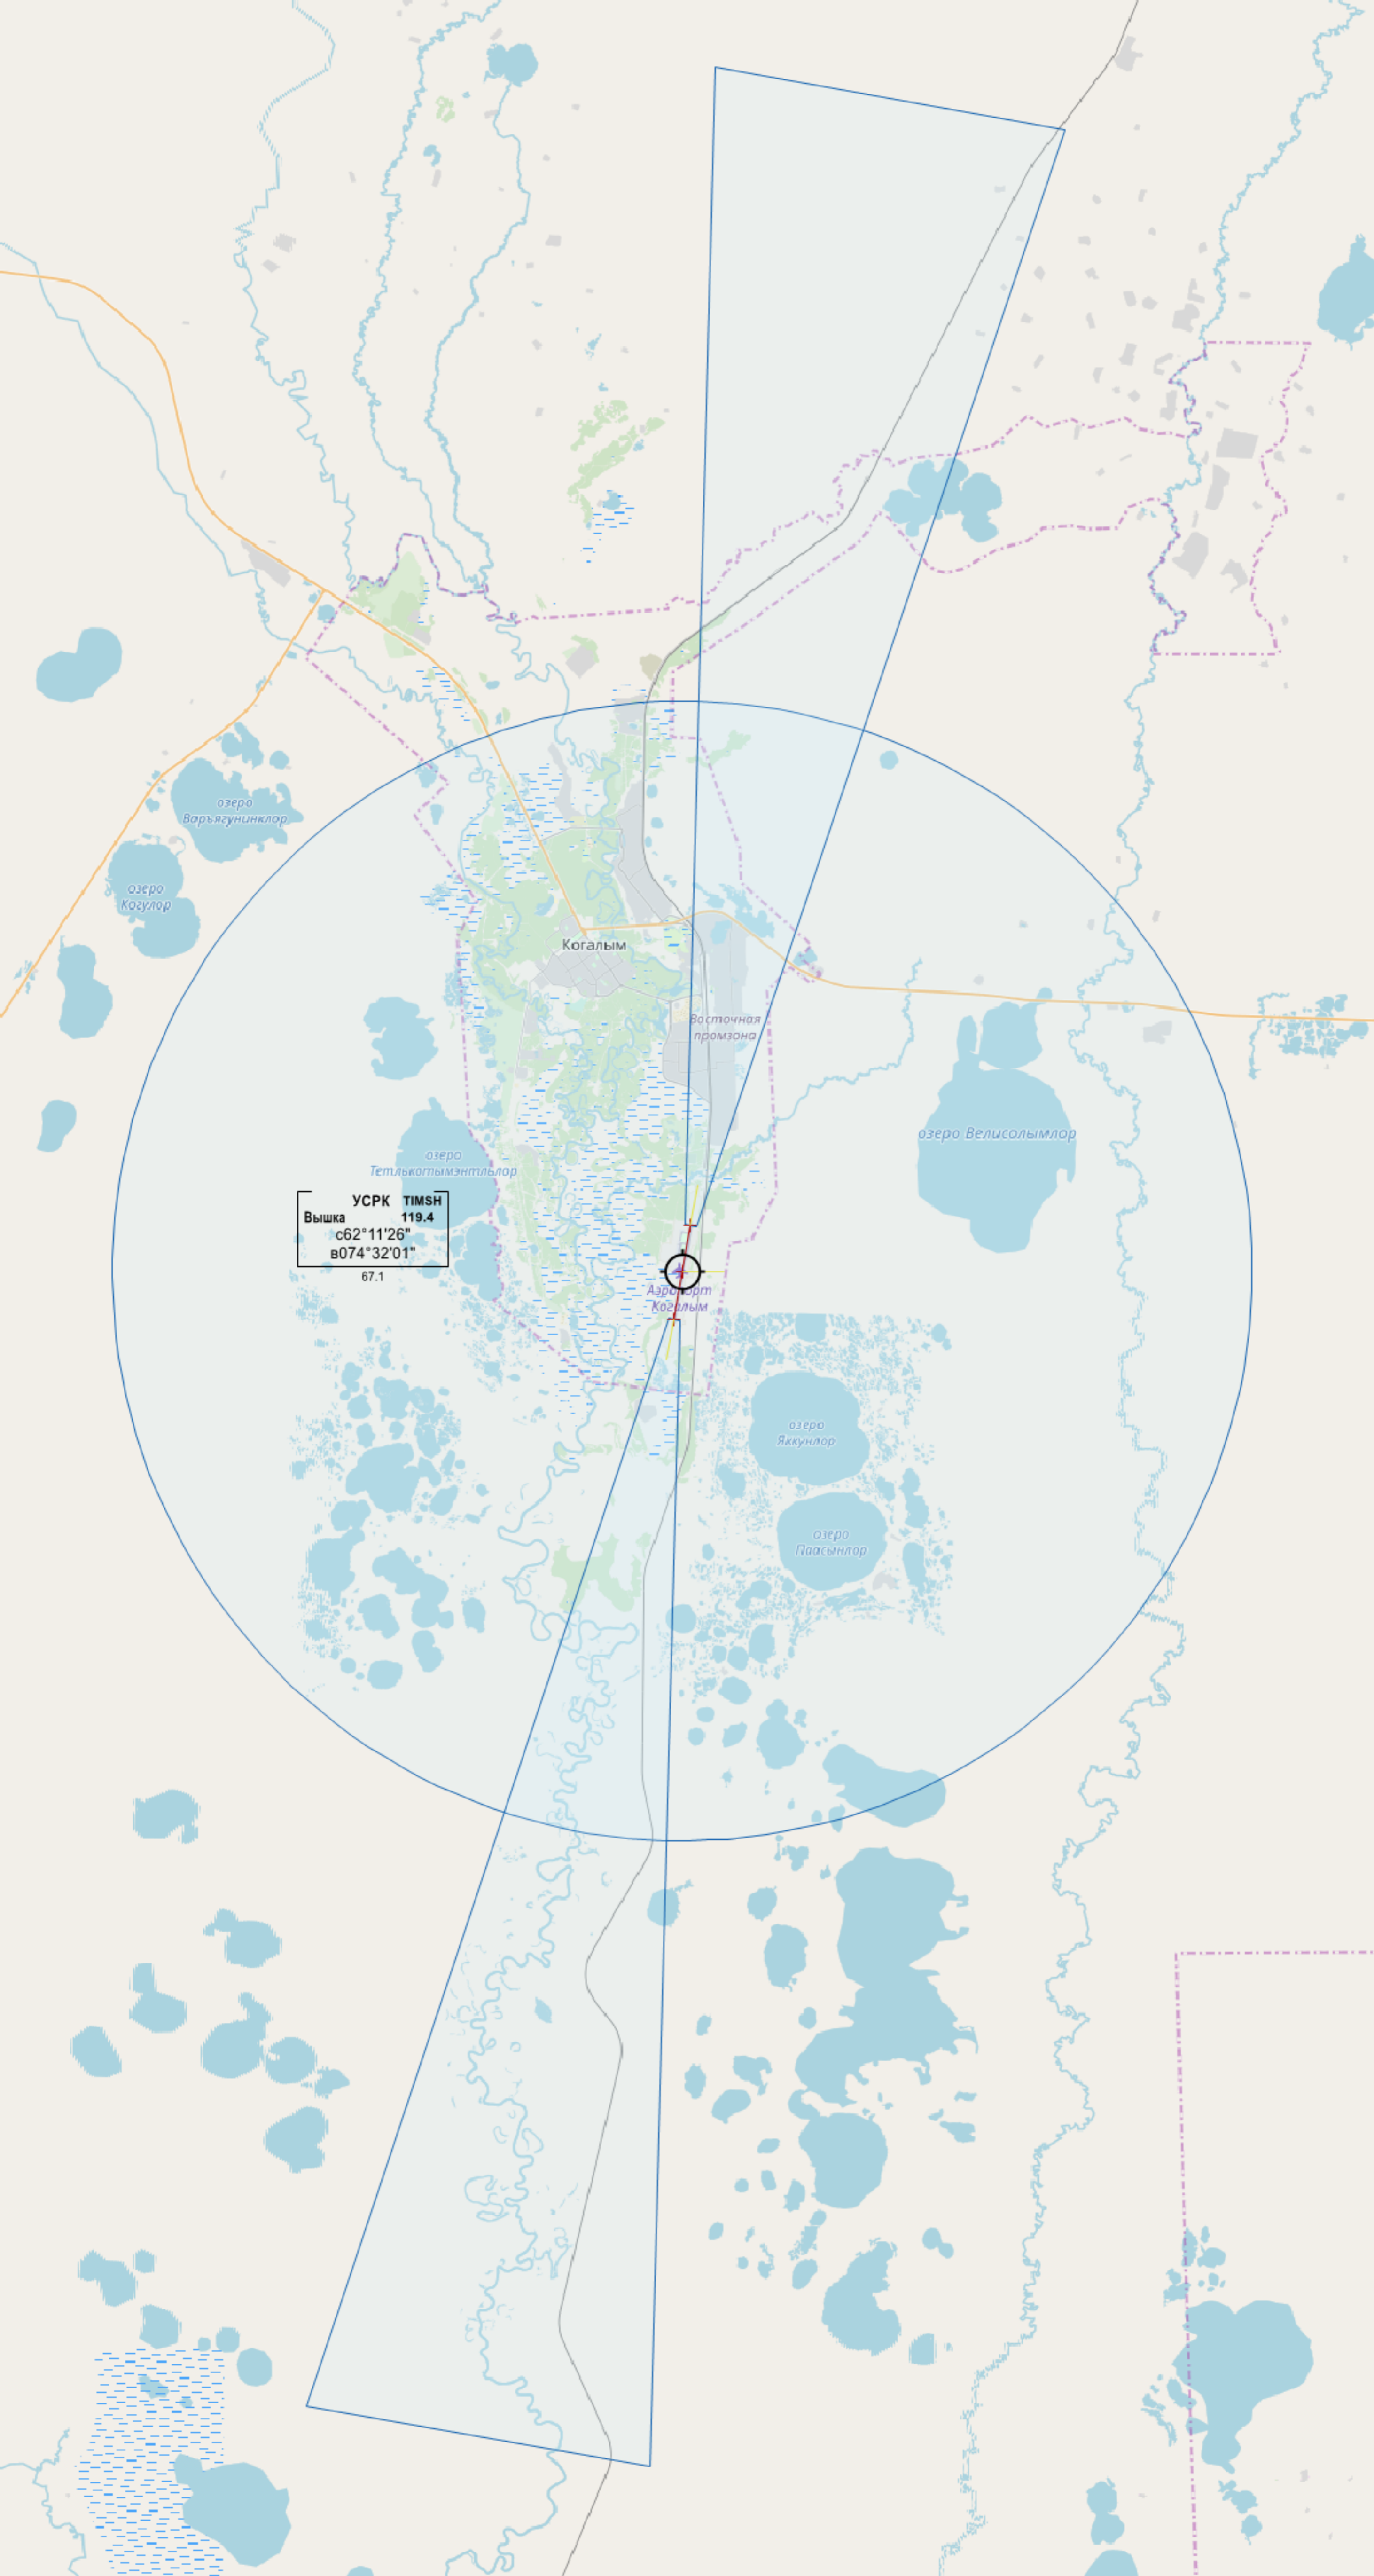 озеро
Варъягунинклор
озеро
Когулор
Когалым
Восточная
промзона
озеро Велисолымлор
озеро
Тетлькотымэнтльлор
УСРК TIMSH
Вышка 119.4
с62°11'26"
в074°32'01"
67.1
Аэропорт
Когалым
озеро
Яккунлор
озеро
Паасынлор